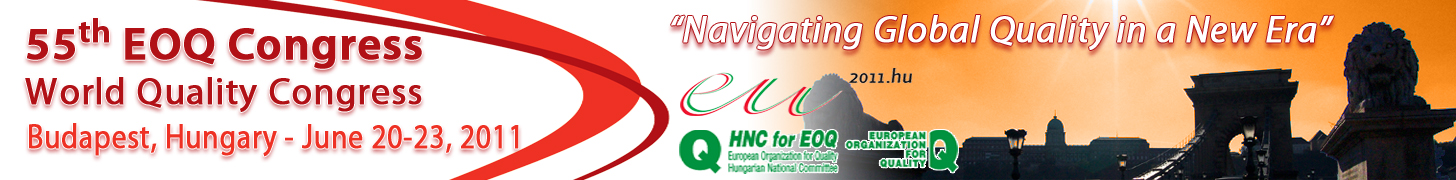 55th EOQ Congress
World Quality Congress
Budapest, Hungary - June 20-23, 2011
“Navigating Global Quality in a New Era”
eu 2011.hu
Q HNC for EOQ
European Organization for Quality
Hungarian National Committee
EUROPEAN
ORGANIZATION
FOR
QUALITY
Q